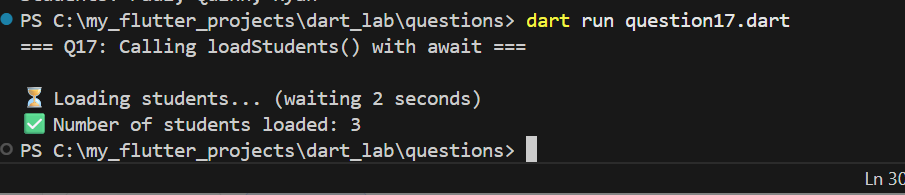 PS C:\my_flutter_projects\dart_lab\questions> dart run question17.dart
=== Q17: Calling loadStudents() with await ===
⏳ Loading students... (waiting 2 seconds)
✅ Number of students loaded: 3
PS C:\my_flutter_projects\dart_lab\questions>
Ln 30